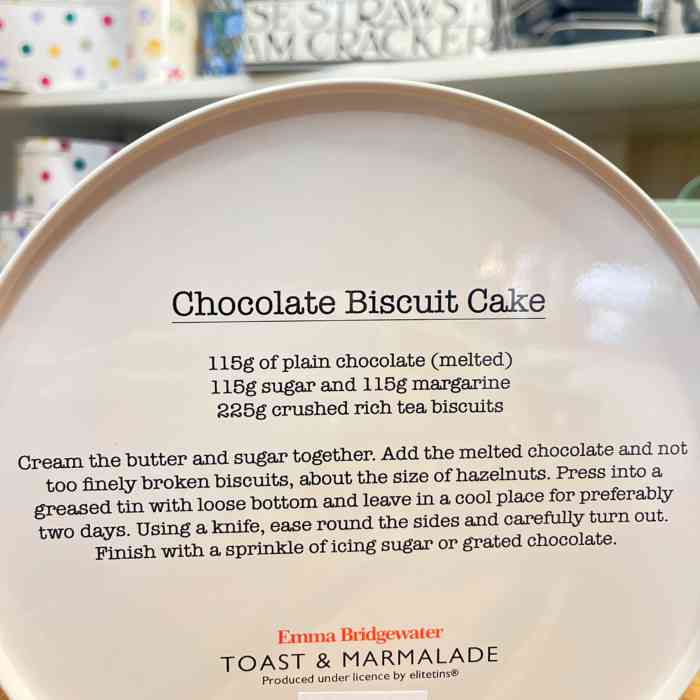 SE STRAWS
AM CRACKER
Chocolate Biscuit Cake
115g of plain chocolate (melted)
115g sugar and 115g margarine
225g crushed rich tea biscuits
Cream the butter and sugar together. Add the melted chocolate and not
too finely broken biscuits, about the size of hazelnuts. Press into a
greased tin with loose bottom and leave in a cool place for preferably
two days. Using a knife, ease round the sides and carefully turn out.
Finish with a sprinkle of icing sugar or grated chocolate.
Emma Bridgewater
TOAST & MARMALADE
Produced under licence by elitetins®